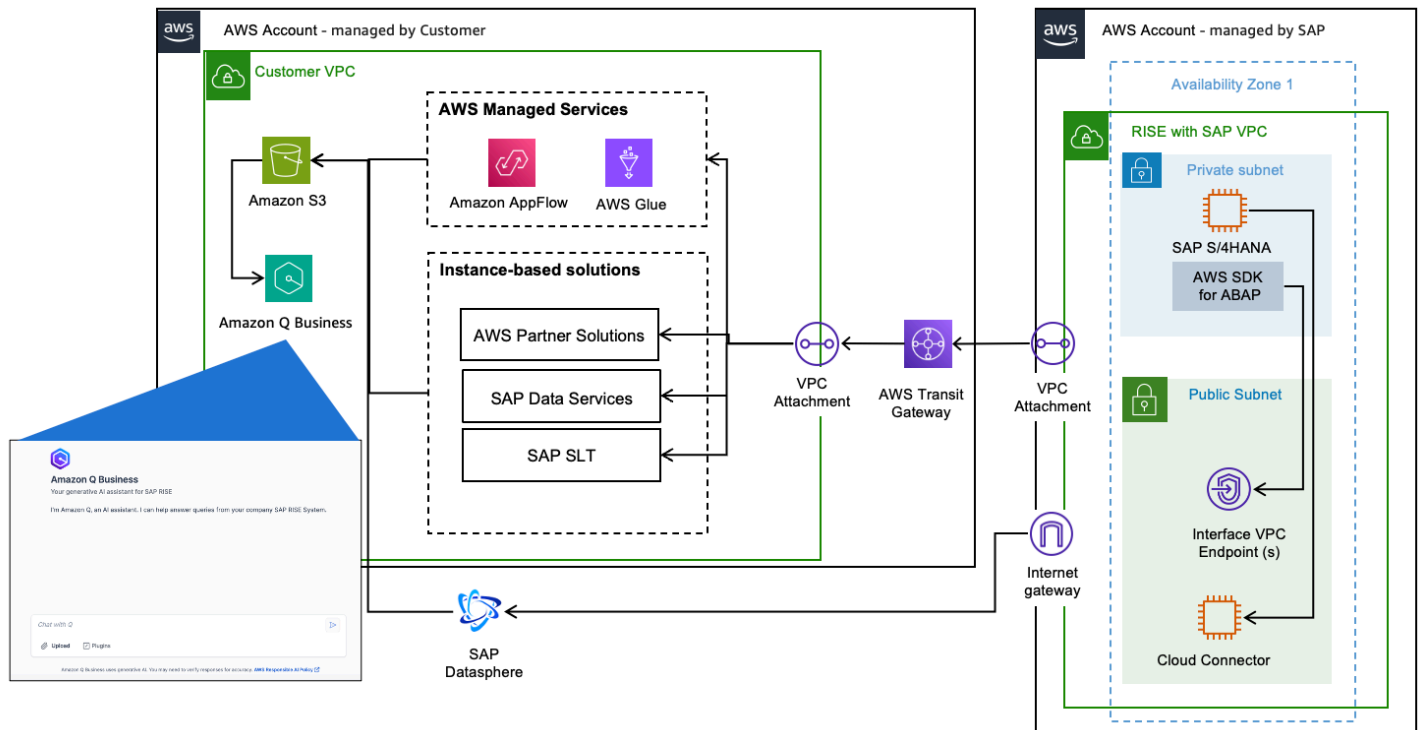 aws
AWS Account - managed by Customer
Customer VPC
AWS Managed Services
Amazon S3
Amazon AppFlow
AWS Glue
Instance-based solutions
Amazon Q Business
AWS Partner Solutions
SAP Data Services
SAP SLT
VPC
Attachment
AWS Transit
Gateway
VPC
Attachment
Internet
gateway
SAP
Datasphere
aws
AWS Account - managed by SAP
Availability Zone 1
RISE with SAP VPC
Private subnet
SAP S/4HANA
AWS SDK
for ABAP
Public Subnet
Interface VPC
Endpoint (s)
Cloud Connector
Amazon Q Business
Your generative AI assistant for SAP RISE
I'm Amazon Q, an AI assistant. I can help answer queries from your company SAP RISE System.
Chat with Q
Upload
Plugins
Amazon Q Business uses generative AI. You may need to verify responses for accuracy. AWS Responsible AI Policy